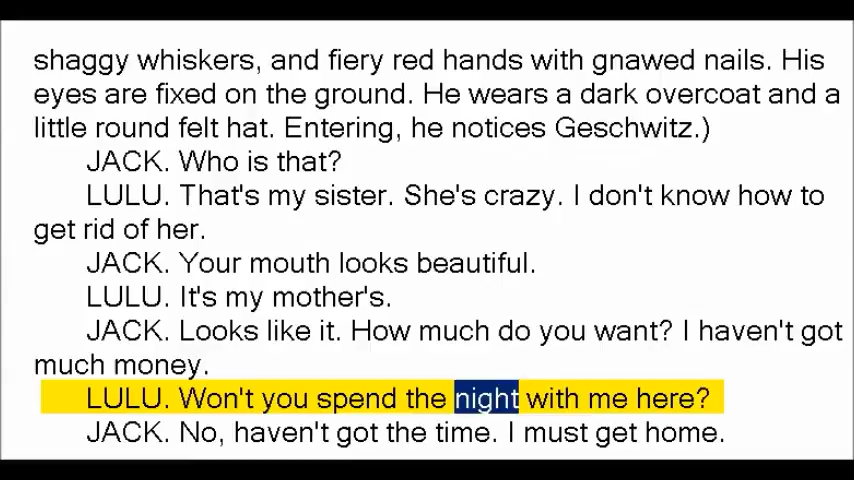 shaggy whiskers, and fiery red hands with gnawed nails. His
eyes are fixed on the ground. He wears a dark overcoat and a
little round felt hat. Entering, he notices Geschwitz.)
JACK. Who is that?
LULU. That's my sister. She's crazy. I don't know how to
get rid of her.
JACK. Your mouth looks beautiful.
LULU. It's my mother's.
JACK. Looks like it. How much do you want? I haven't got
much money.
LULU. Won't you spend the night with me here?
JACK. No, haven't got the time. I must get home.